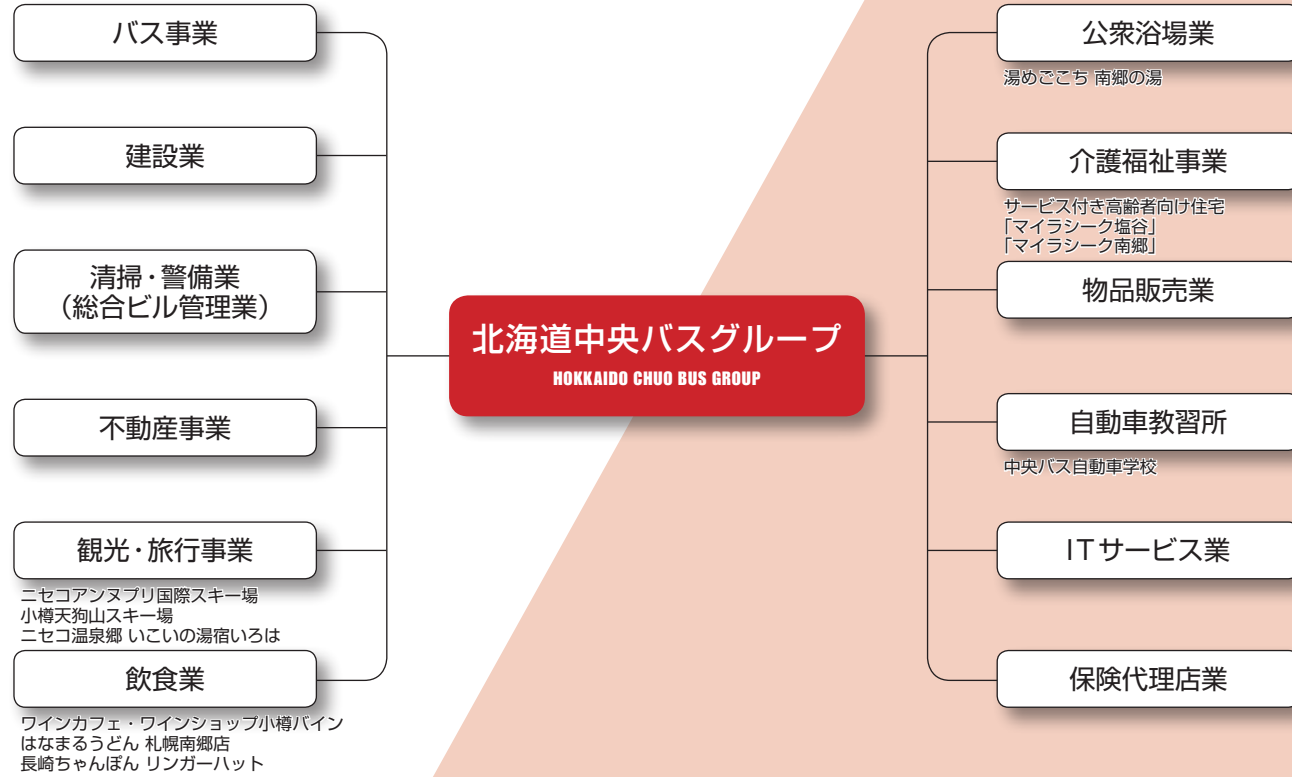 バス事業
建設業
清掃・警備業
（総合ビル管理業）
不動産事業
観光・旅行事業
ニセコアンヌプリ国際スキー場
小樽天狗山スキー場
ニセコ温泉郷 いこいの湯宿いろは
飲食業
ワインカフェ・ワインショップ小樽バイン
はなまるうどん 札幌南郷店
長崎ちゃんぽん リンガーハット
北海道中央バスグループ
HOKKAIDO CHUO BUS GROUP
公衆浴場業
湯めごこち 南郷の湯
介護福祉事業
サービス付き高齢者向け住宅
「マイラシーク塩谷」
「マイラシーク南郷」
物品販売業
自動車教習所
中央バス自動車学校
ITサービス業
保険代理店業